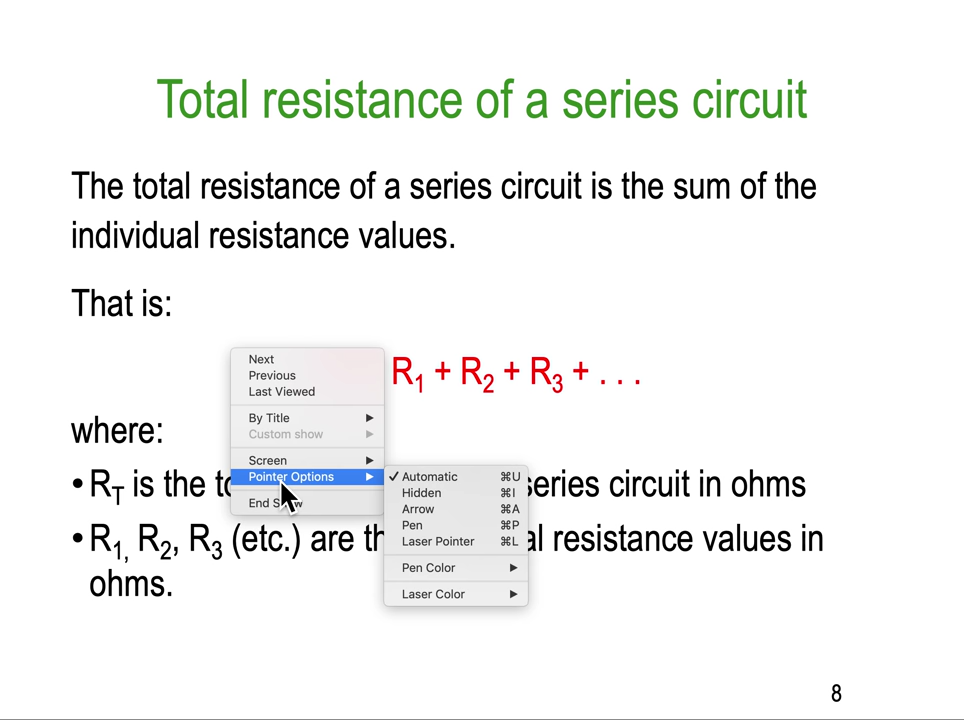 Total resistance of a series circuit
The total resistance of a series circuit is the sum of the
individual resistance values.
That is:
R1 + R2 + R3 + . . .
where:
• RT is the series circuit in ohms
• R1, R2, R3 (etc.) are resistance values in
ohms.
Next
Previous
Last Viewed
By Title
Custom show
Screen
Pointer Options
End Show
✓ Automatic ⌘U
Hidden ⌘I
Arrow ⌘A
Pen ⌘P
Laser Pointer ⌘L
Pen Color
Laser Color
8